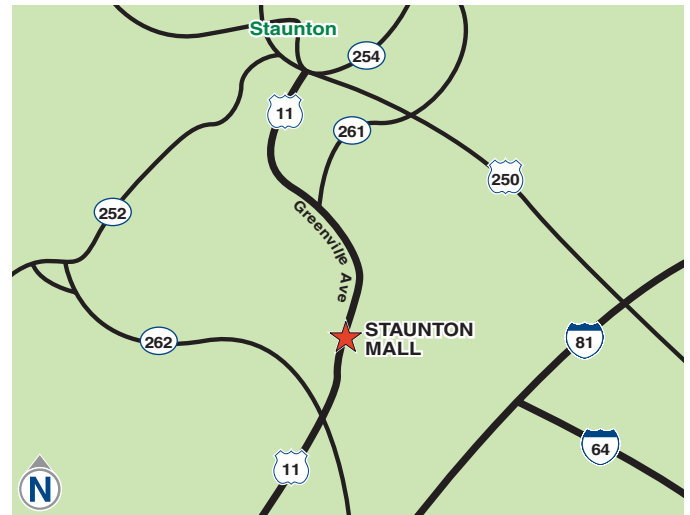 Staunton
254
11
261
250
252
Greenville Ave
STAUNTON
MALL
262
81
64
11
N